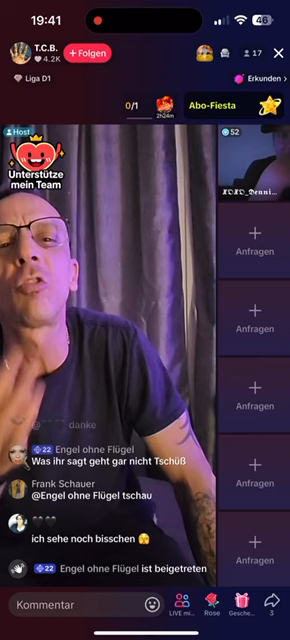 19:41
46
T.C.B.
4.2K
+ Folgen
17
Liga D1
Erkunden >
0/1
2h24m
Abo-Fiesta
Host
52
Unterstütze
mein Team
𝕏𝕆𝕏𝕆_𝔇𝔢𝔫𝔫𝔦...
Anfragen
Anfragen
Anfragen
Anfragen
Anfragen
Anfragen
@🖤🖤 danke
22 Engel ohne Flügel
Was ihr sagt geht gar nicht Tschüß
Frank Schauer
@Engel ohne Flügel tschau
🖤🖤🖤
ich sehe noch bisschen 🫣
22 Engel ohne Flügel ist beigetreten
Kommentar
LIVE mi...
Rose
Gesche...
3